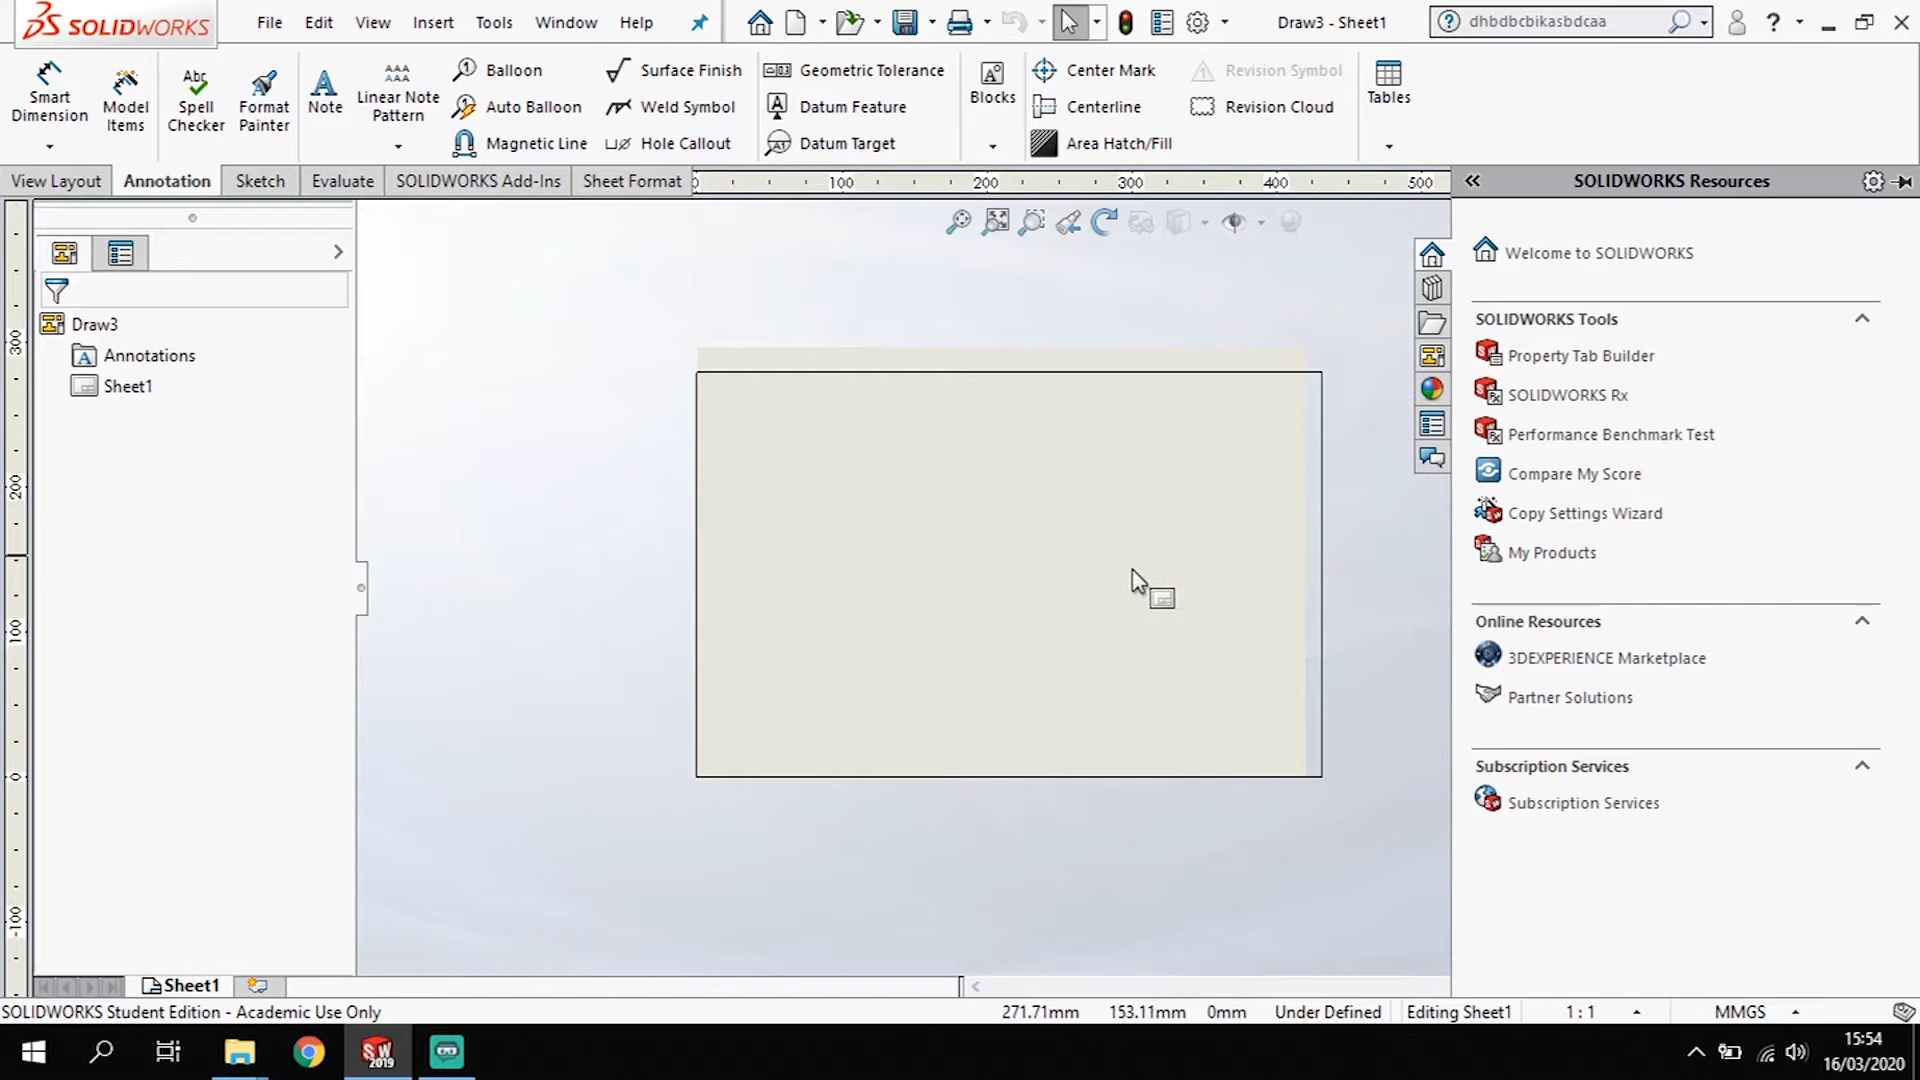 SOLIDWORKS File Edit View Insert Tools Window Help Draw3 - Sheet1 dhbdbcbikasbdcaa ?
Smart Dimension
Model Items
Abc
Spell Checker
Format Painter
A
Note
AAA
AAA
Linear Note Pattern
Balloon
Auto Balloon
Magnetic Line
Surface Finish
Weld Symbol
Hole Callout
Geometric Tolerance
Datum Feature
Datum Target
Blocks
Center Mark
Centerline
Area Hatch/Fill
Revision Symbol
Revision Cloud
Tables
View Layout Annotation Sketch Evaluate SOLIDWORKS Add-Ins Sheet Format
0 100 200 300 400 500
300
200
100
0
-100
Draw3
Annotations
Sheet1
SOLIDWORKS Resources
Welcome to SOLIDWORKS
SOLIDWORKS Tools
Property Tab Builder
SOLIDWORKS Rx
Performance Benchmark Test
Compare My Score
Copy Settings Wizard
My Products
Online Resources
3DEXPERIENCE Marketplace
Partner Solutions
Subscription Services
Subscription Services
Sheet1
SOLIDWORKS Student Edition - Academic Use Only 271.71mm 153.11mm 0mm Under Defined Editing Sheet1 1 : 1 MMGS
SW 2019
15:54
16/03/2020